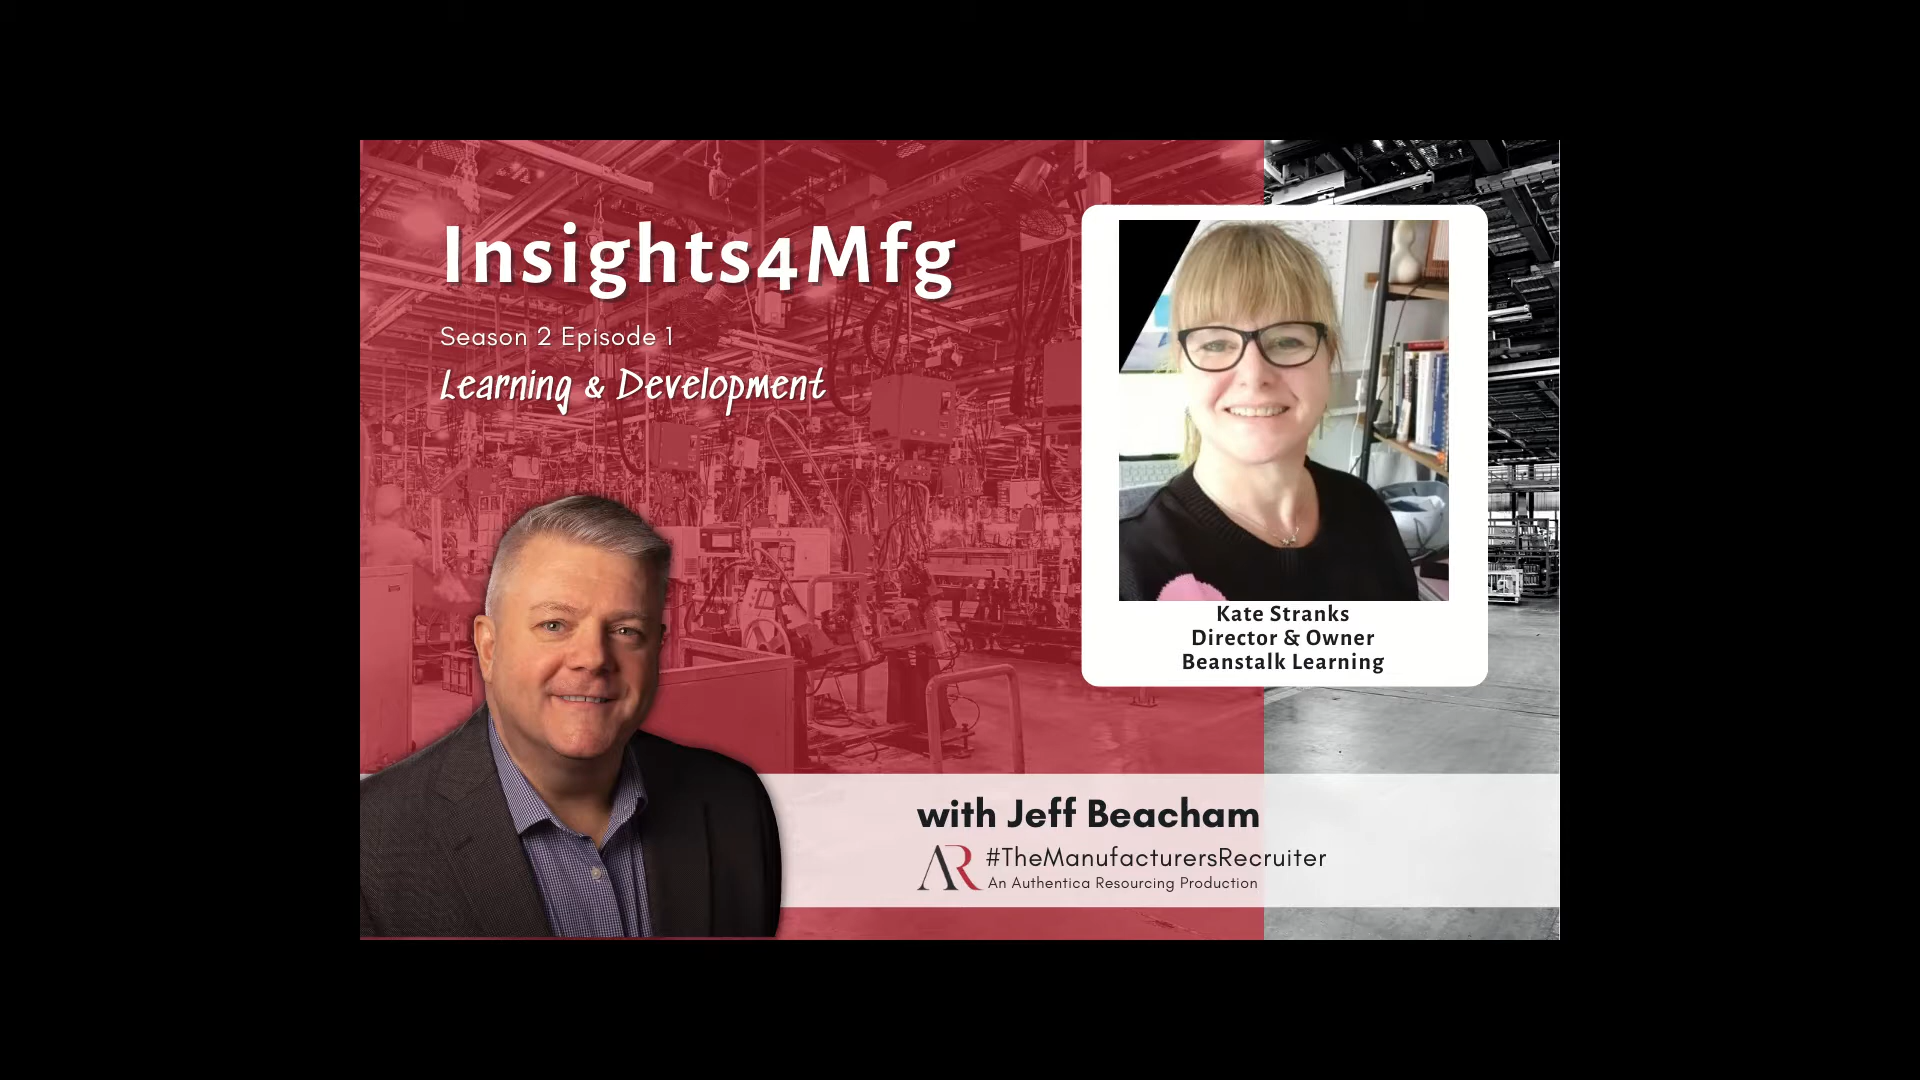 Insights4Mfg
Season 2 Episode 1
Learning & Development
Kate Stranks
Director & Owner
Beanstalk Learning
with Jeff Beacham
AR #TheManufacturersRecruiter
An Authentica Resourcing Production